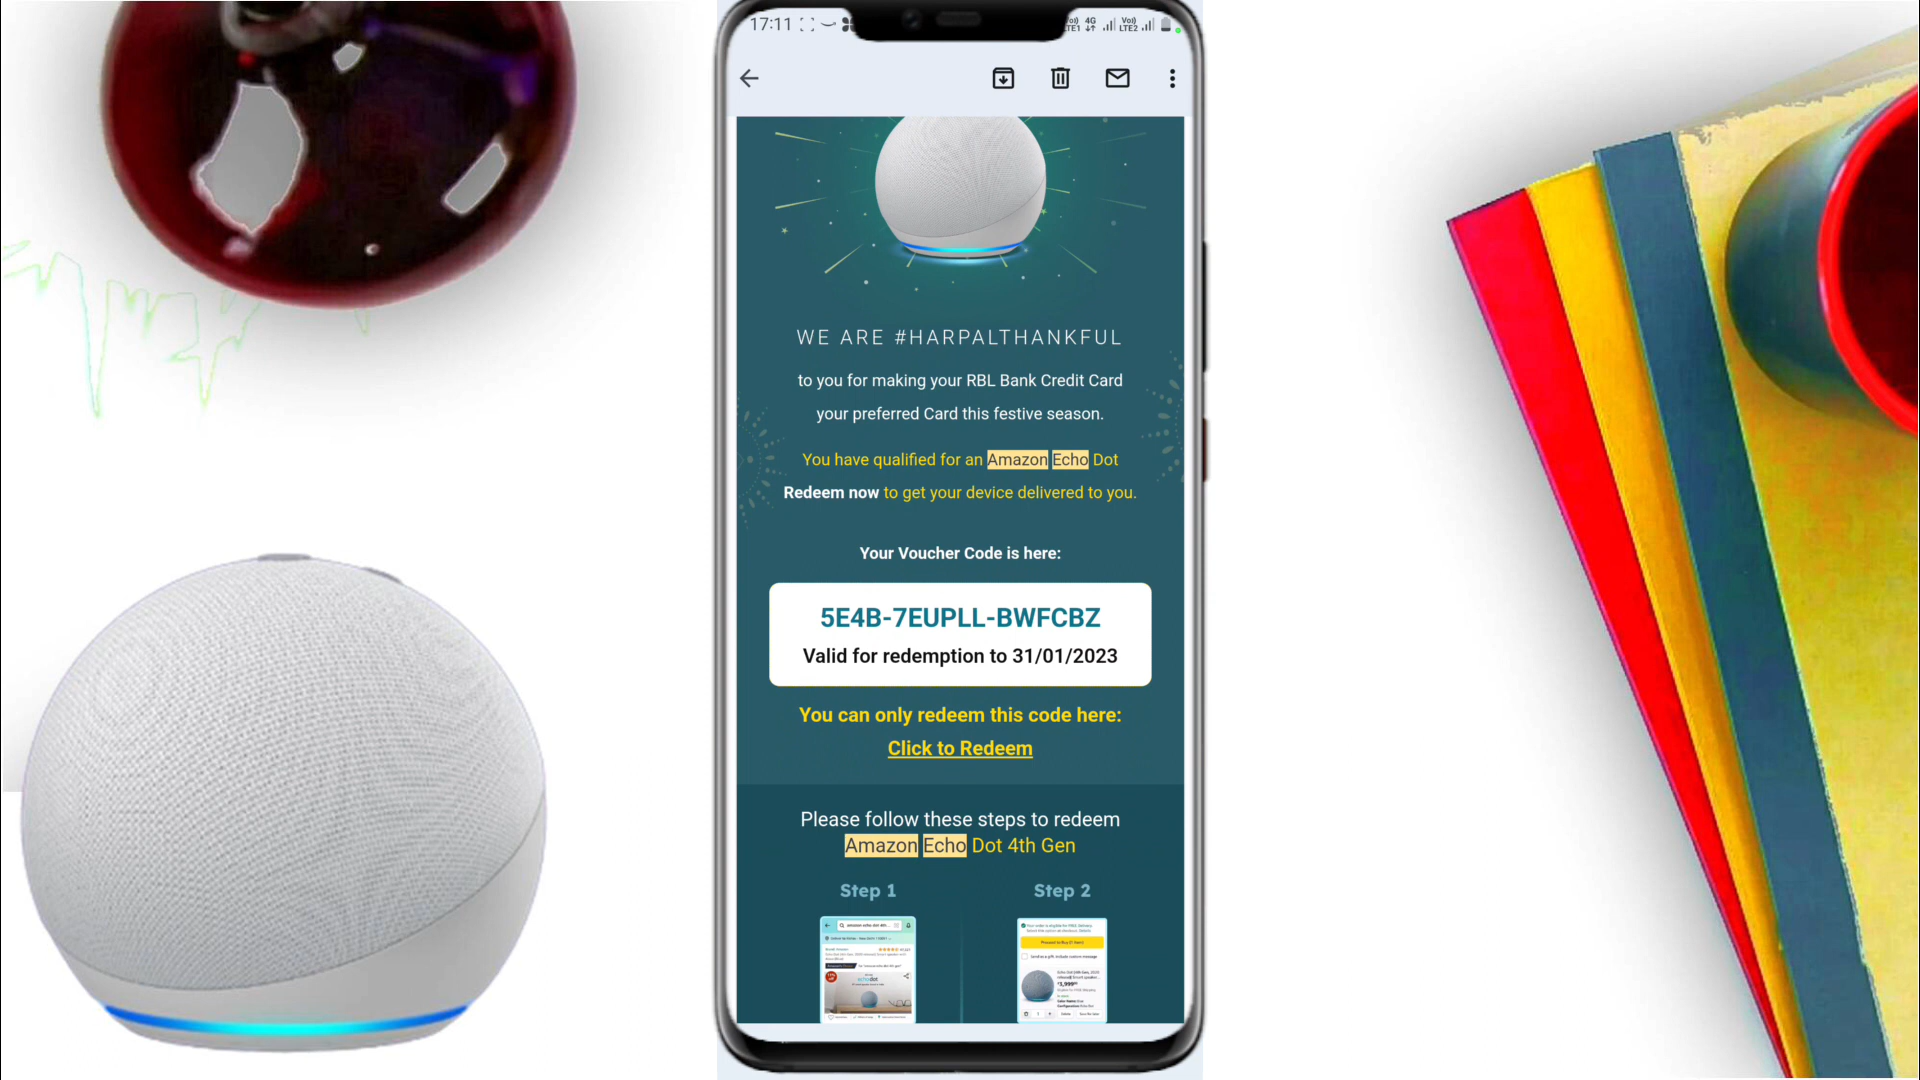 17:11
4G
LTE1
Vo))
LTE2
WE ARE #HARPALTHANKFUL
to you for making your RBL Bank Credit Card
your preferred Card this festive season.
You have qualified for an Amazon Echo Dot
Redeem now to get your device delivered to you.
Your Voucher Code is here:
5E4B-7EUPLL-BWFCBZ
Valid for redemption to 31/01/2023
You can only redeem this code here:
Click to Redeem
Please follow these steps to redeem
Amazon Echo Dot 4th Gen
Step 1
Step 2